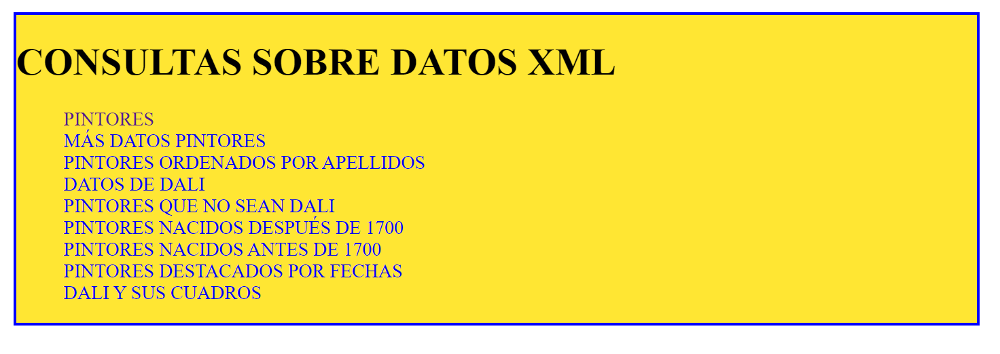 CONSULTAS SOBRE DATOS XML
PINTORES
MÁS DATOS PINTORES
PINTORES ORDENADOS POR APELLIDOS
DATOS DE DALI
PINTORES QUE NO SEAN DALI
PINTORES NACIDOS DESPUÉS DE 1700
PINTORES NACIDOS ANTES DE 1700
PINTORES DESTACADOS POR FECHAS
DALI Y SUS CUADROS